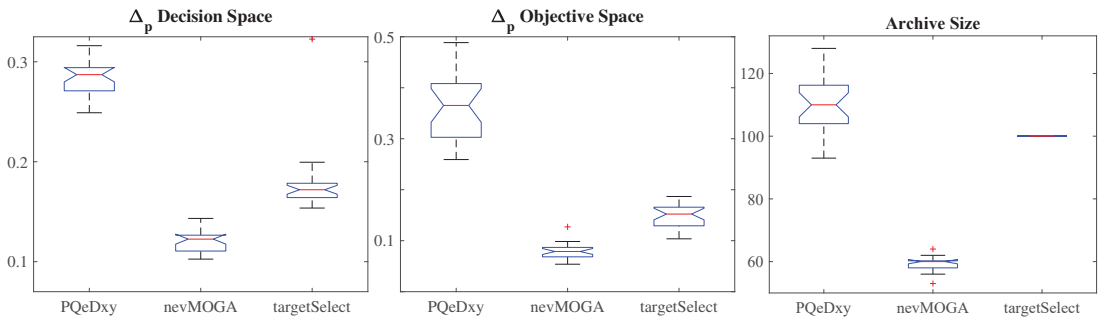 Δp Decision Space
0.3
0.2
0.1
PQeDxy nevMOGA targetSelect
Δp Objective Space
0.5
0.3
0.1
PQeDxy nevMOGA targetSelect
Archive Size
120
100
80
60
PQeDxy nevMOGA targetSelect